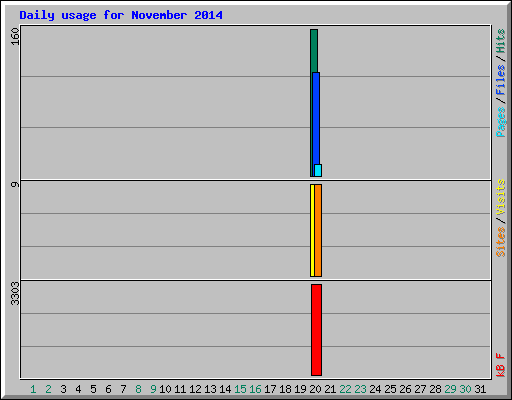 Daily usage for November 2014
160
Pages/Files/Hits
9
Sites/Visits
3303
kB F
1 2 3 4 5 6 7 8 9 10 11 12 13 14 15 16 17 18 19 20 21 22 23 24 25 26 27 28 29 30 31